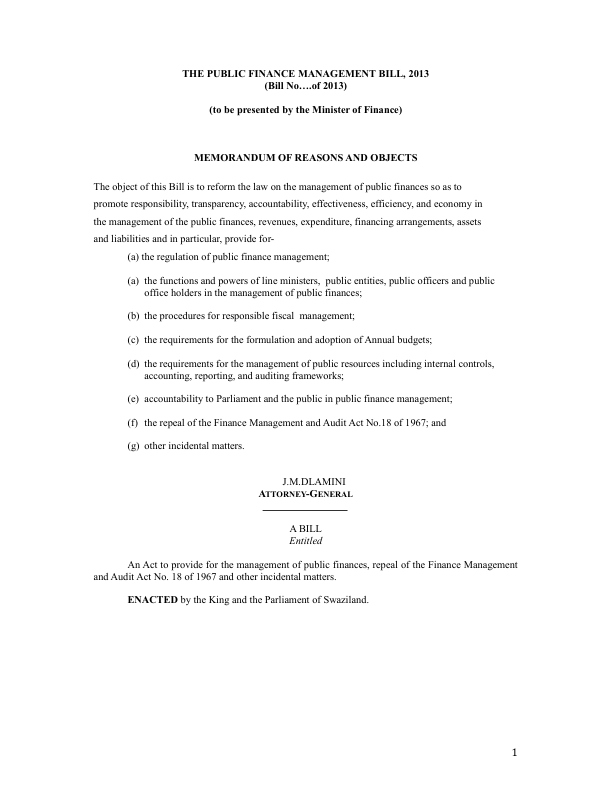 THE PUBLIC FINANCE MANAGEMENT BILL, 2013
(Bill No….of 2013)
(to be presented by the Minister of Finance)
MEMORANDUM OF REASONS AND OBJECTS
The object of this Bill is to reform the law on the management of public finances so as to
promote responsibility, transparency, accountability, effectiveness, efficiency, and economy in
the management of the public finances, revenues, expenditure, financing arrangements, assets
and liabilities and in particular, provide for-
(a) the regulation of public finance management;
(a) the functions and powers of line ministers, public entities, public officers and public
office holders in the management of public finances;
(b) the procedures for responsible fiscal management;
(c) the requirements for the formulation and adoption of Annual budgets;
(d) the requirements for the management of public resources including internal controls,
accounting, reporting, and auditing frameworks;
(e) accountability to Parliament and the public in public finance management;
(f) the repeal of the Finance Management and Audit Act No.18 of 1967; and
(g) other incidental matters.
J.M.DLAMINI
ATTORNEY-GENERAL
A BILL
Entitled
An Act to provide for the management of public finances, repeal of the Finance Management
and Audit Act No. 18 of 1967 and other incidental matters.
ENACTED by the King and the Parliament of Swaziland.
1